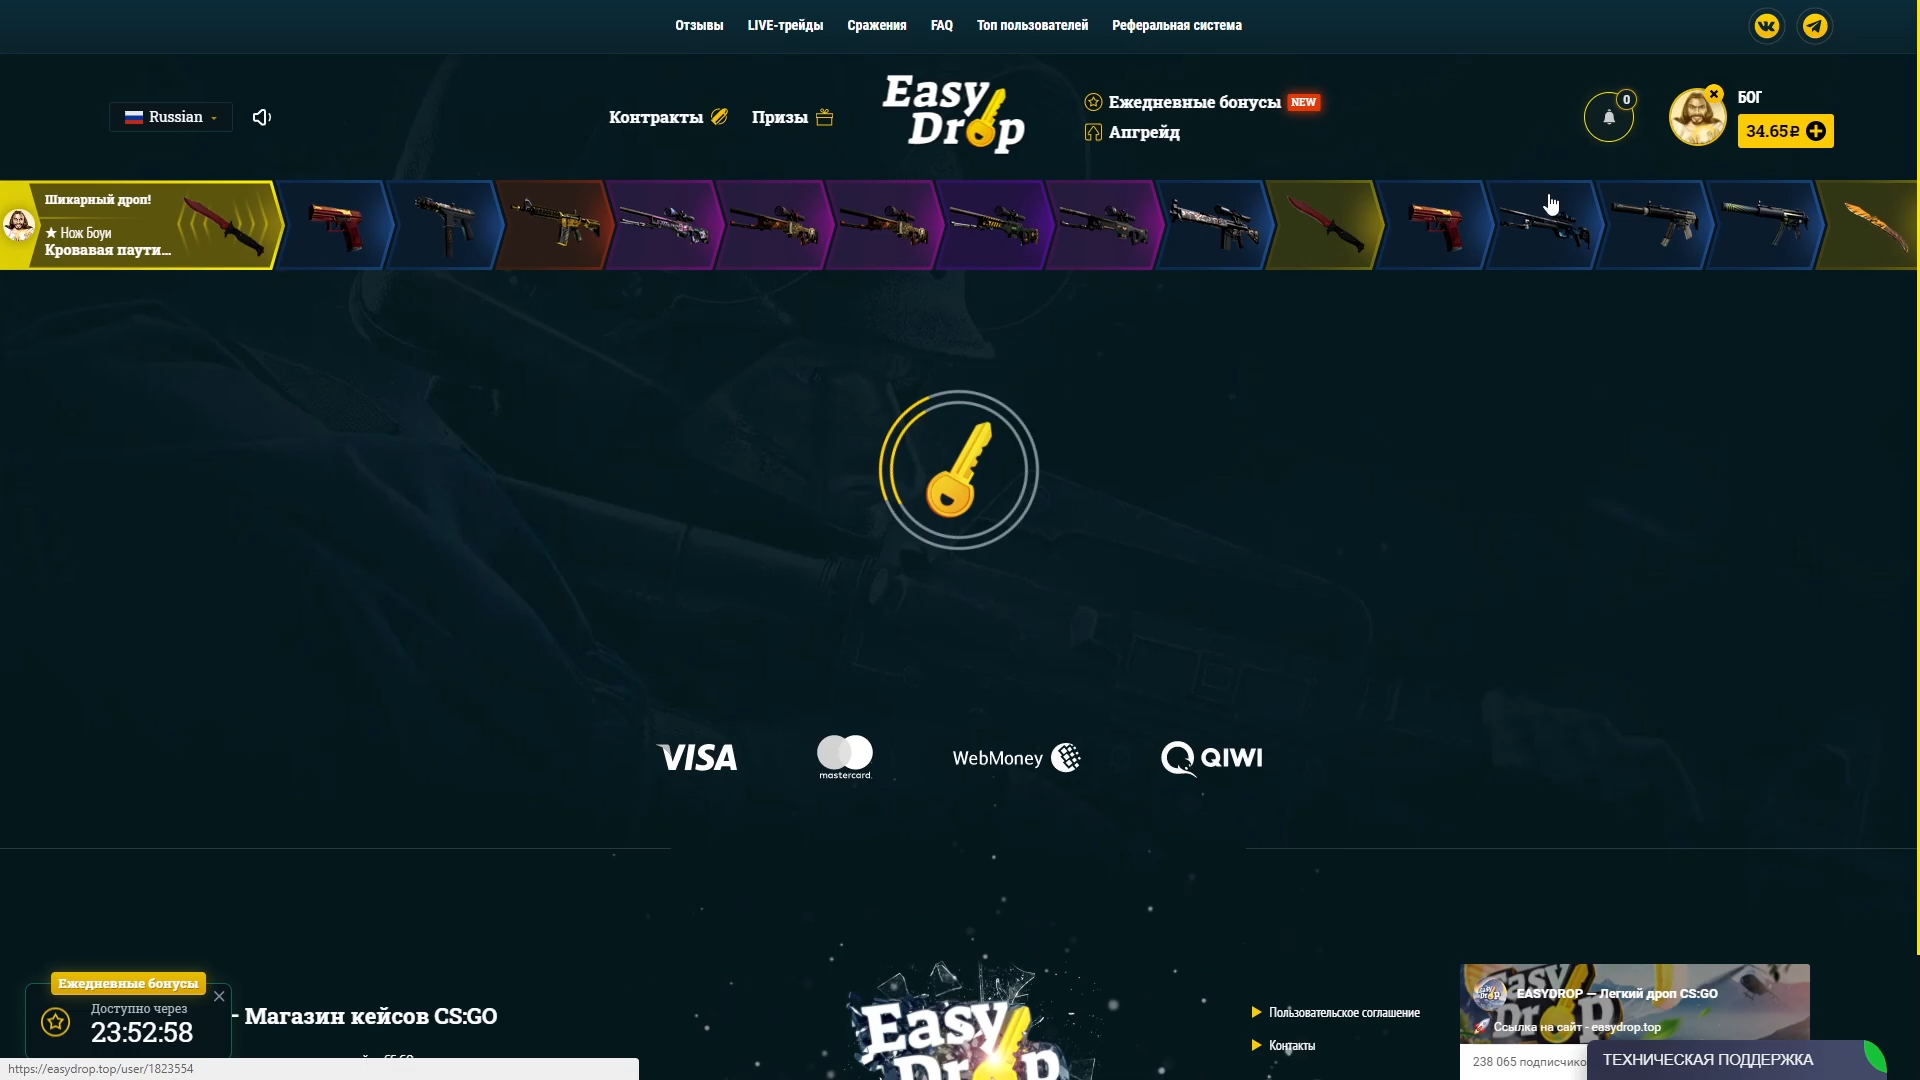 Отзывы LIVE-трейды Сражения FAQ Топ пользователей Реферальная система
Russian
Контракты Призы
Easy
Drop
Ежедневные бонусы NEW
Апгрейд
0
БОГ
34.65₽
Шикарный дроп!
★ Нож Боуи
Кровавая паути...
VISA
mastercard.
WebMoney
QIWI
Ежедневные бонусы
Доступно через
23:52:58
- Магазин кейсов CS:GO
Easy
Drop
Пользовательское соглашение
Контакты
EASYDROP — Легкий дроп CS:GO
Ссылка на сайт - easydrop.top
238 065 подписчико
ТЕХНИЧЕСКАЯ ПОДДЕРЖКА
https://easydrop.top/user/1823554